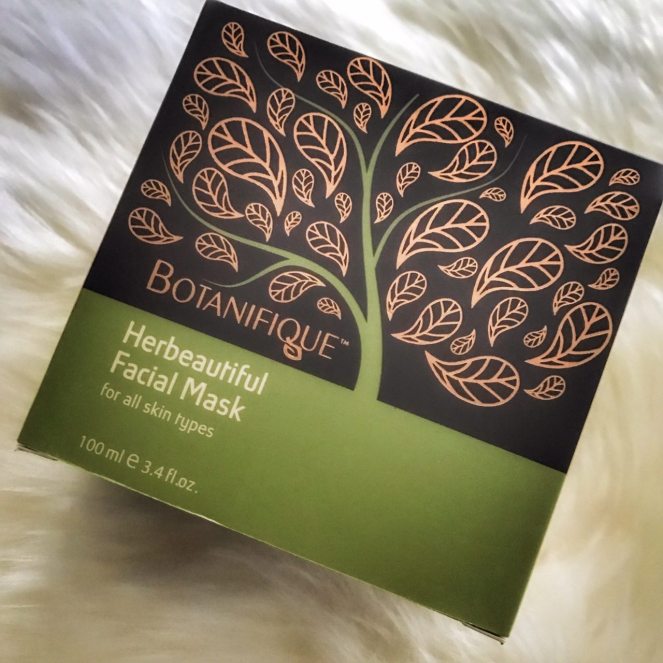 BOTANIFIQUE™
Herbeautiful
Facial Mask
for all skin types
100 ml ℮ 3.4 fl.oz.